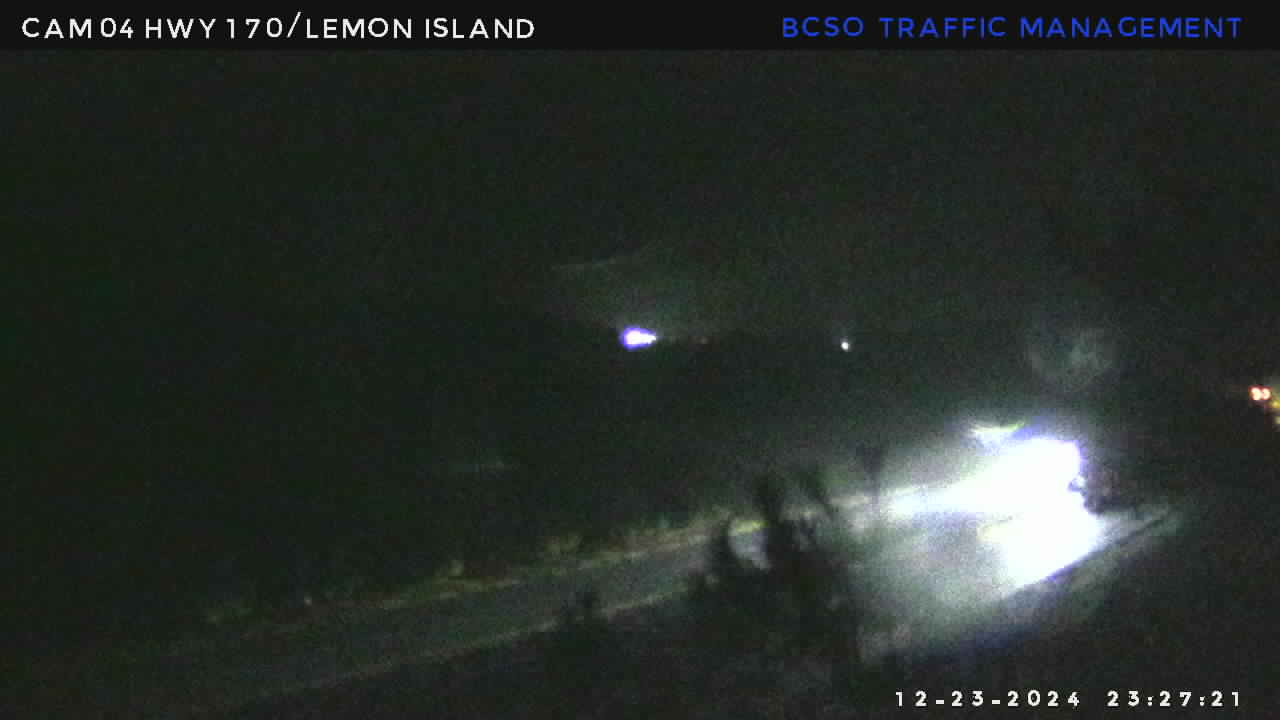 CAM04 HWY 170/LEMON ISLAND
BCSO TRAFFIC MANAGEMENT
12-23-2024 23:27:21